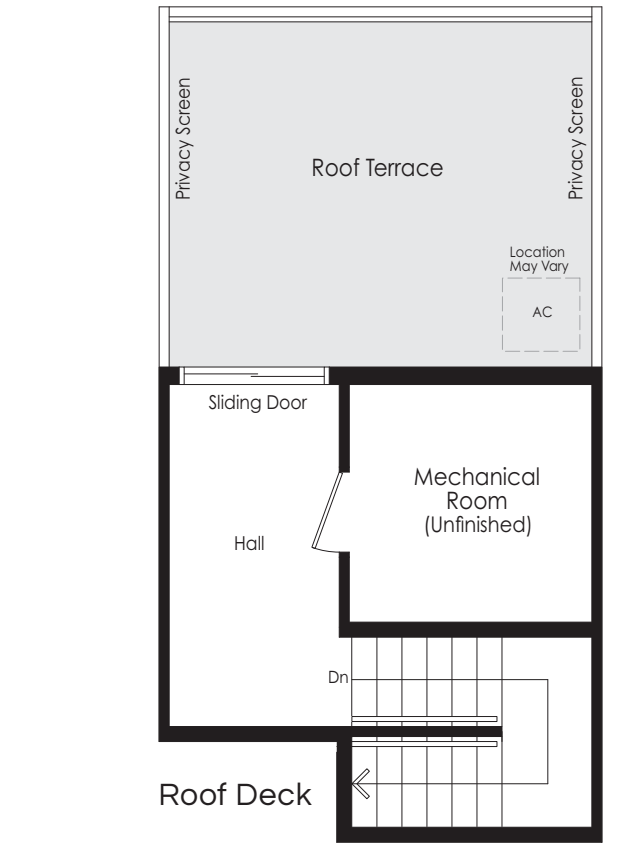 Privacy Screen
Privacy Screen
Roof Terrace
Location
May Vary
AC
Sliding Door
Mechanical
Room
(Unfinished)
Hall
Dn
Roof Deck